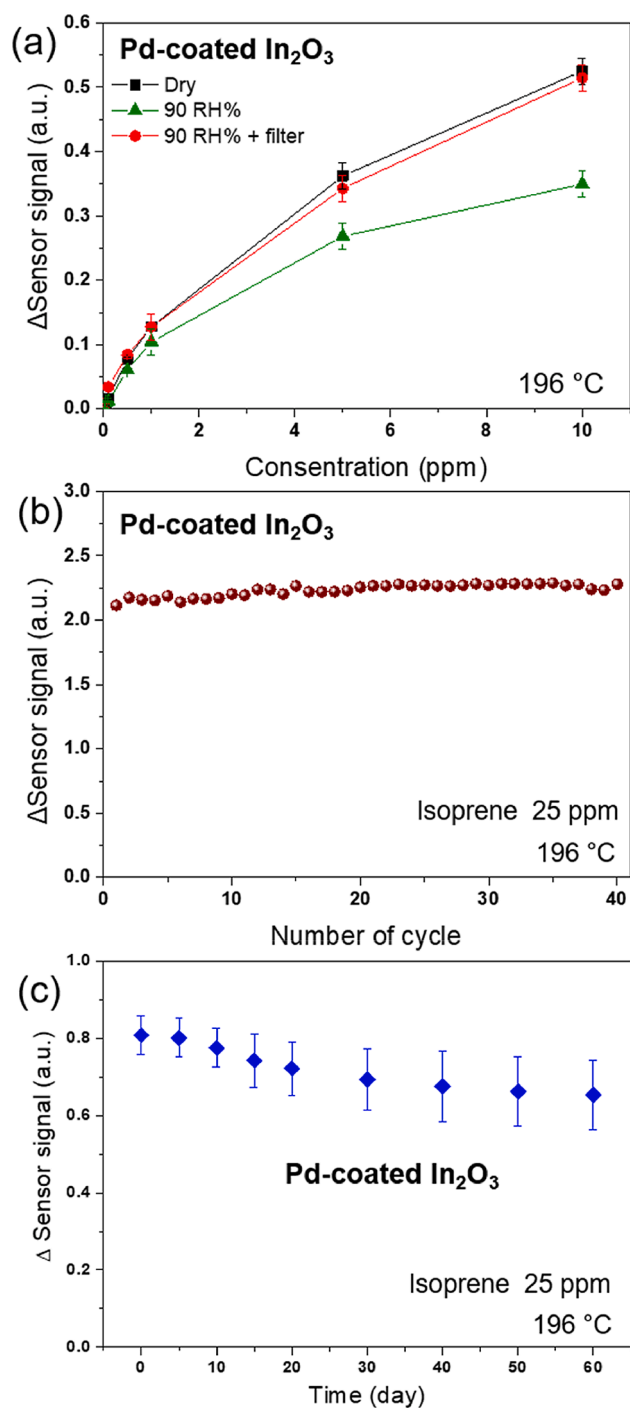 (a)
Pd-coated In₂O₃
Dry
90 RH%
90 RH% + filter
0.6
0.5
0.4
0.3
0.2
0.1
0.0
ΔSensor signal (a.u.)
196 °C
0 2 4 6 8 10
Consentration (ppm)
(b)
Pd-coated In₂O₃
3.0
2.5
2.0
1.5
1.0
0.5
0.0
ΔSensor signal (a.u.)
Isoprene 25 ppm
196 °C
0 10 20 30 40
Number of cycle
(c)
1.0
0.8
0.6
0.4
0.2
0.0
Δ Sensor signal (a.u.)
Pd-coated In₂O₃
Isoprene 25 ppm
196 °C
0 10 20 30 40 50 60
Time (day)